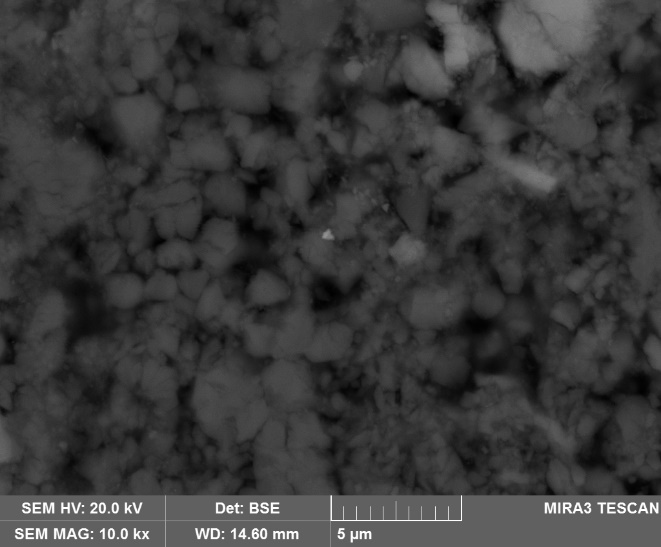 SEM HV: 20.0 kV
Det: BSE
MIRA3 TESCAN
SEM MAG: 10.0 kx
WD: 14.60 mm
5 µm